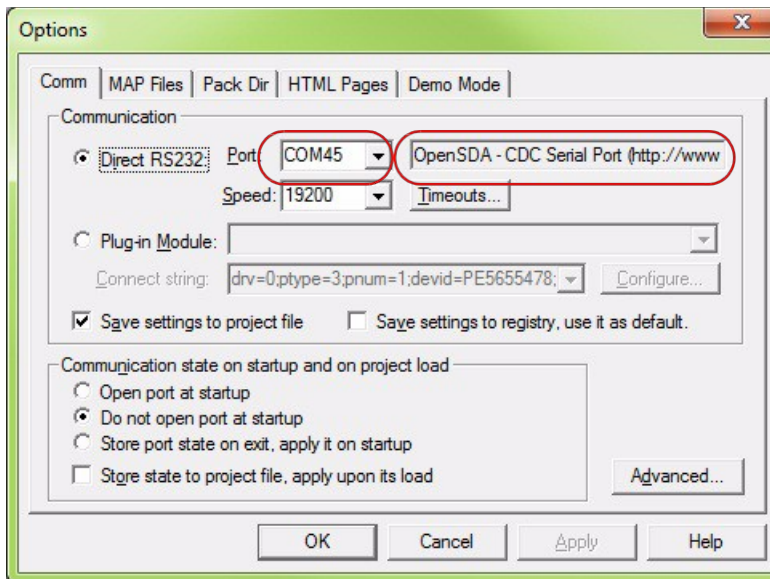 Options
Comm MAP Files Pack Dir HTML Pages Demo Mode
Communication
Direct RS232: Port: COM45 OpenSDA - CDC Serial Port (http://www
Speed: 19200 Timeouts...
Plug-in Module:
Connect string: drv=0;ptype=3;pnum=1;devid=PE5655478; Configure...
Save settings to project file Save settings to registry, use it as default.
Communication state on startup and on project load
Open port at startup
Do not open port at startup
Store port state on exit, apply it on startup
Store state to project file, apply upon its load Advanced...
OK Cancel Apply Help